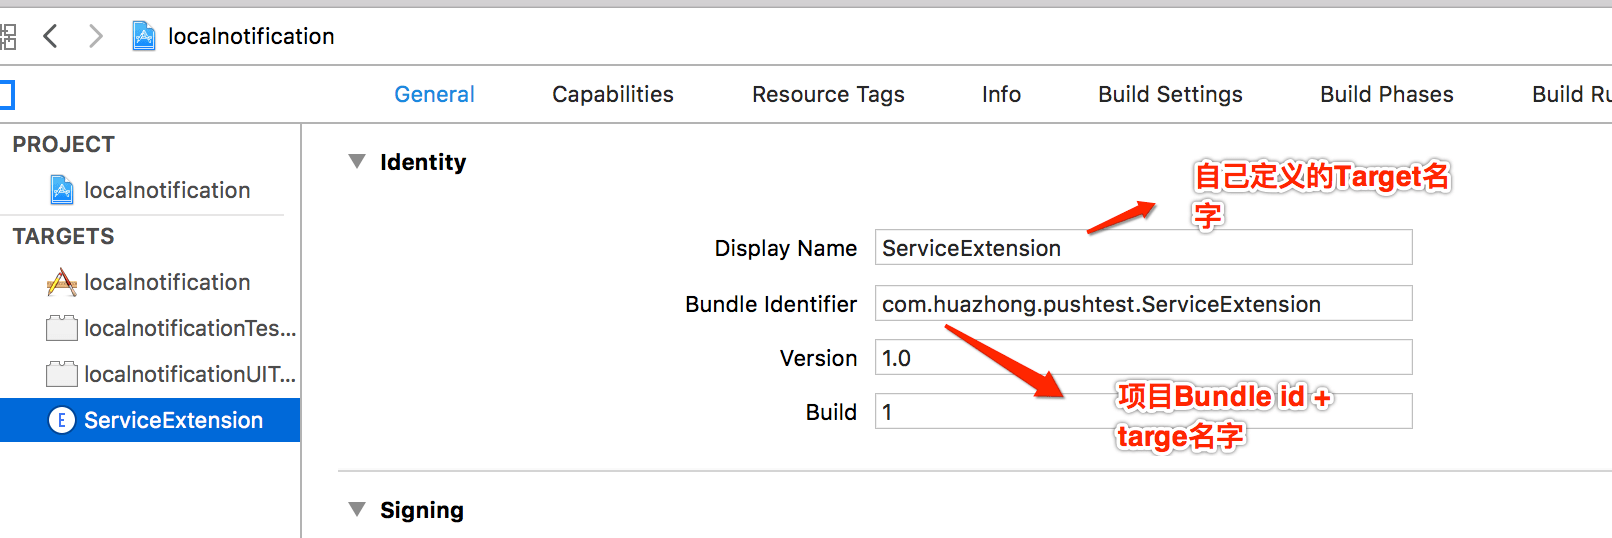 localnotification
General
Capabilities
Resource Tags
Info
Build Settings
Build Phases
Build Ru
PROJECT
localnotification
TARGETS
localnotification
localnotificationTes...
localnotificationUIT...
E ServiceExtension
Identity
自己定义的Target名
字
Display Name ServiceExtension
Bundle Identifier com.huazhong.pushtest.ServiceExtension
Version 1.0
Build 1
项目Bundle id +
targe名字
Signing